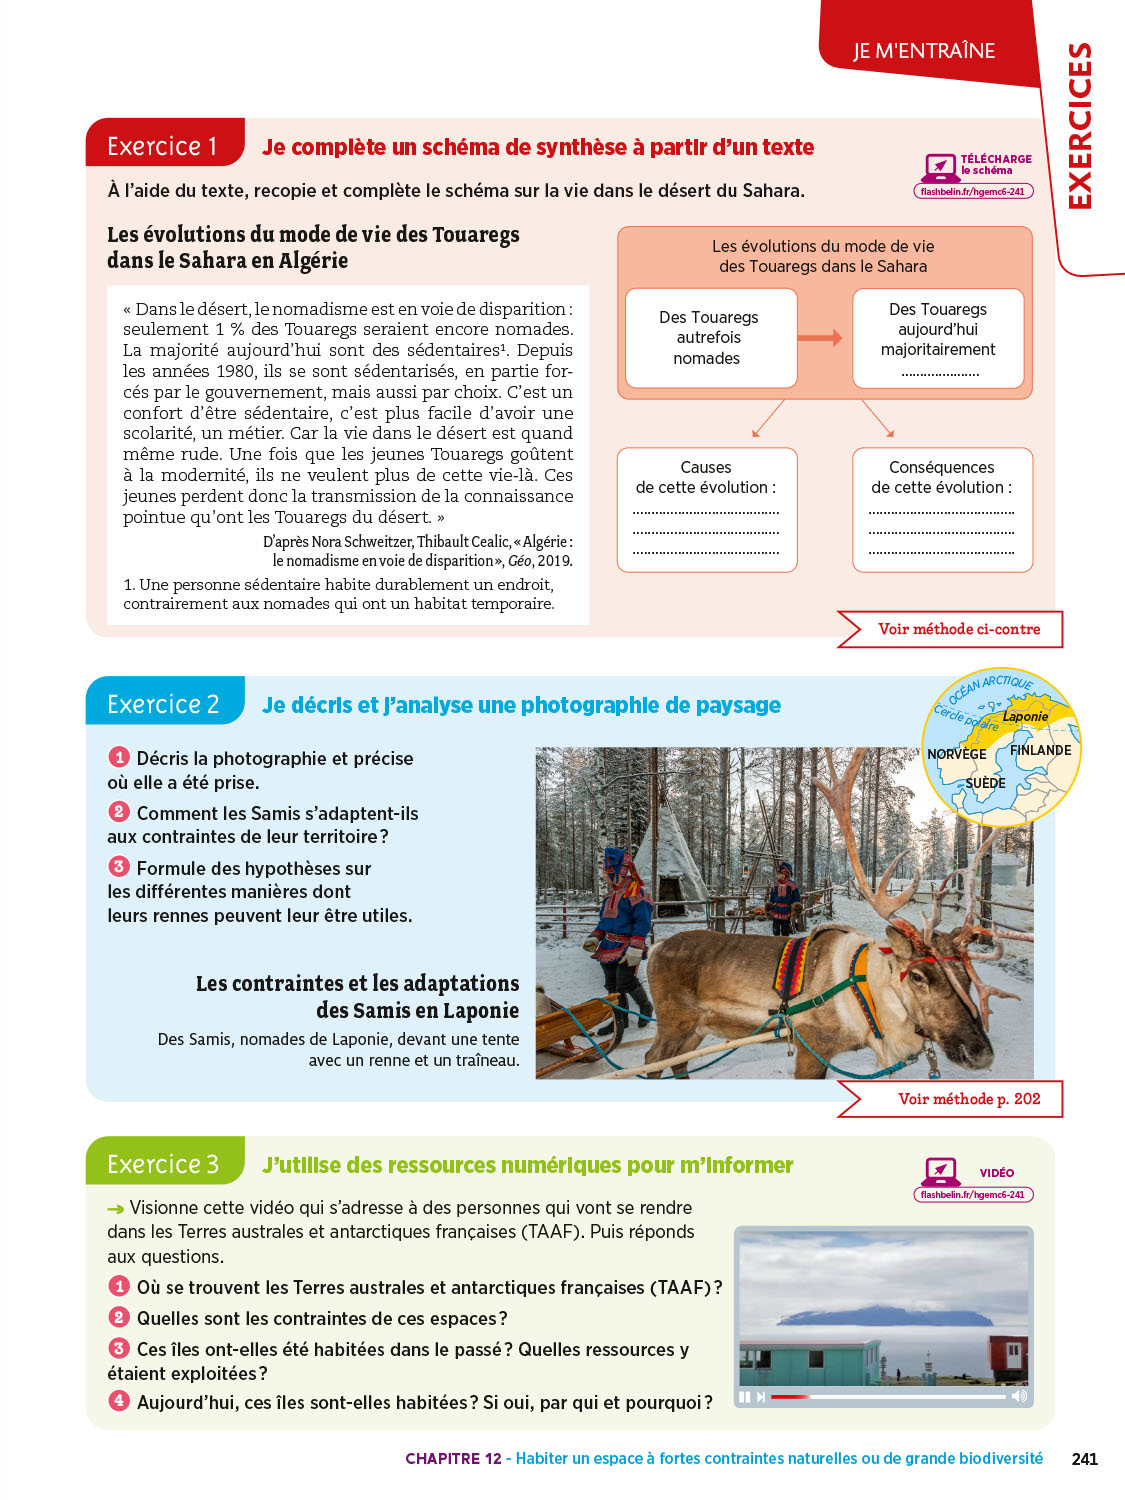 JE M'ENTRAÎNE
EXERCICES
Exercice 1
Je complète un schéma de synthèse à partir d'un texte
TÉLÉCHARGE
le schéma
flashbelin.fr/hgemc6-241
À l'aide du texte, recopie et complète le schéma sur la vie dans le désert du Sahara.
Les évolutions du mode de vie des Touaregs
dans le Sahara en Algérie
« Dans le désert, le nomadisme est en voie de disparition :
seulement 1 % des Touaregs seraient encore nomades.
La majorité aujourd'hui sont des sédentaires¹. Depuis
les années 1980, ils se sont sédentarisés, en partie for-
cés par le gouvernement, mais aussi par choix. C'est un
confort d'être sédentaire, c'est plus facile d'avoir une
scolarité, un métier. Car la vie dans le désert est quand
même rude. Une fois que les jeunes Touaregs goûtent
à la modernité, ils ne veulent plus de cette vie-là. Ces
jeunes perdent donc la transmission de la connaissance
pointue qu'ont les Touaregs du désert. »
D'après Nora Schweitzer, Thibault Cealic, « Algérie :
le nomadisme en voie de disparition », Géo, 2019.
1. Une personne sédentaire habite durablement un endroit,
contrairement aux nomades qui ont un habitat temporaire.
Les évolutions du mode de vie
des Touaregs dans le Sahara
Des Touaregs
autrefois
nomades
Des Touaregs
aujourd'hui
majoritairement
.....................
Causes
de cette évolution :
.......................................
.......................................
.......................................
Conséquences
de cette évolution :
.......................................
.......................................
.......................................
Voir méthode ci-contre
Exercice 2
Je décris et j'analyse une photographie de paysage
OCÉAN ARCTIQUE
Cercle polaire
Laponie
NORVÈGE
FINLANDE
SUÈDE
1 Décris la photographie et précise
où elle a été prise.
2 Comment les Samis s'adaptent-ils
aux contraintes de leur territoire ?
3 Formule des hypothèses sur
les différentes manières dont
leurs rennes peuvent leur être utiles.
Les contraintes et les adaptations
des Samis en Laponie
Des Samis, nomades de Laponie, devant une tente
avec un renne et un traîneau.
Voir méthode p. 202
Exercice 3
J'utilise des ressources numériques pour m'informer
VIDÉO
flashbelin.fr/hgemc6-241
➞ Visionne cette vidéo qui s'adresse à des personnes qui vont se rendre
dans les Terres australes et antarctiques françaises (TAAF). Puis réponds
aux questions.
1 Où se trouvent les Terres australes et antarctiques françaises (TAAF) ?
2 Quelles sont les contraintes de ces espaces ?
3 Ces îles ont-elles été habitées dans le passé ? Quelles ressources y
étaient exploitées ?
4 Aujourd'hui, ces îles sont-elles habitées ? Si oui, par qui et pourquoi ?
CHAPITRE 12 - Habiter un espace à fortes contraintes naturelles ou de grande biodiversité
241